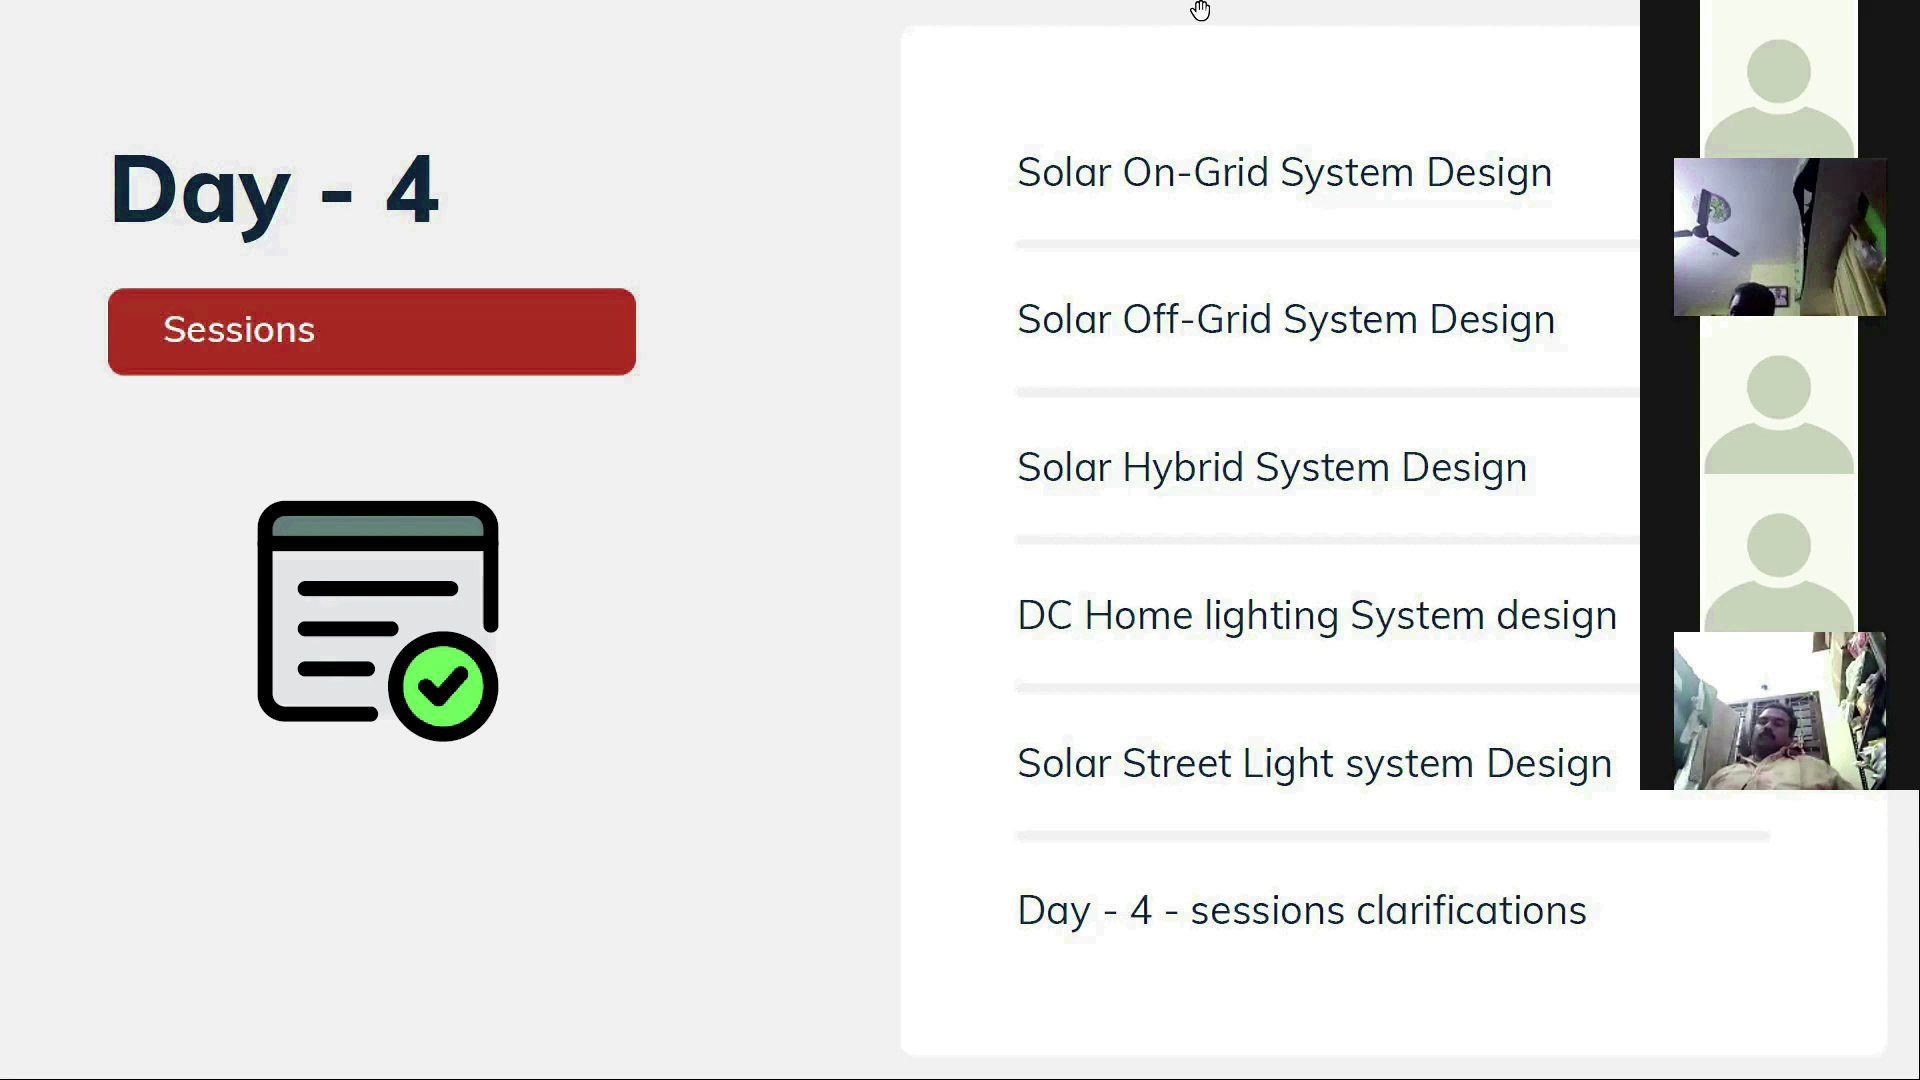 Day - 4
Sessions
Solar On-Grid System Design
Solar Off-Grid System Design
Solar Hybrid System Design
DC Home lighting System design
Solar Street Light system Design
Day - 4 - sessions clarifications